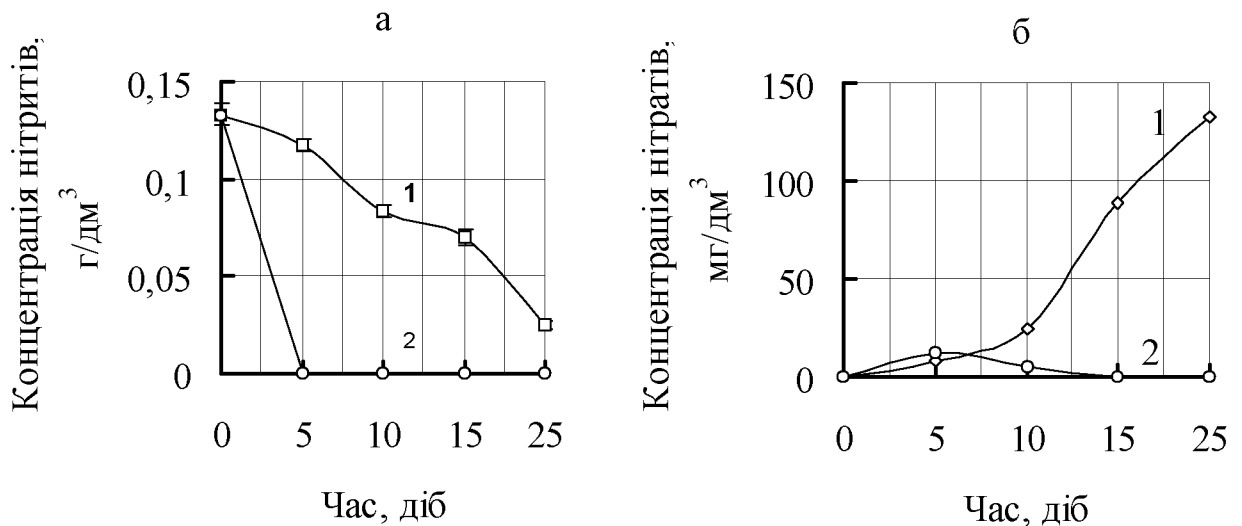 а
Концентрація нітритів,
г/дм³
0,15
0,1
0,05
0
1
2
0 5 10 15 25
Час, діб
б
Концентрація нітратів,
мг/дм³
150
100
50
0
1
2
0 5 10 15 25
Час, діб